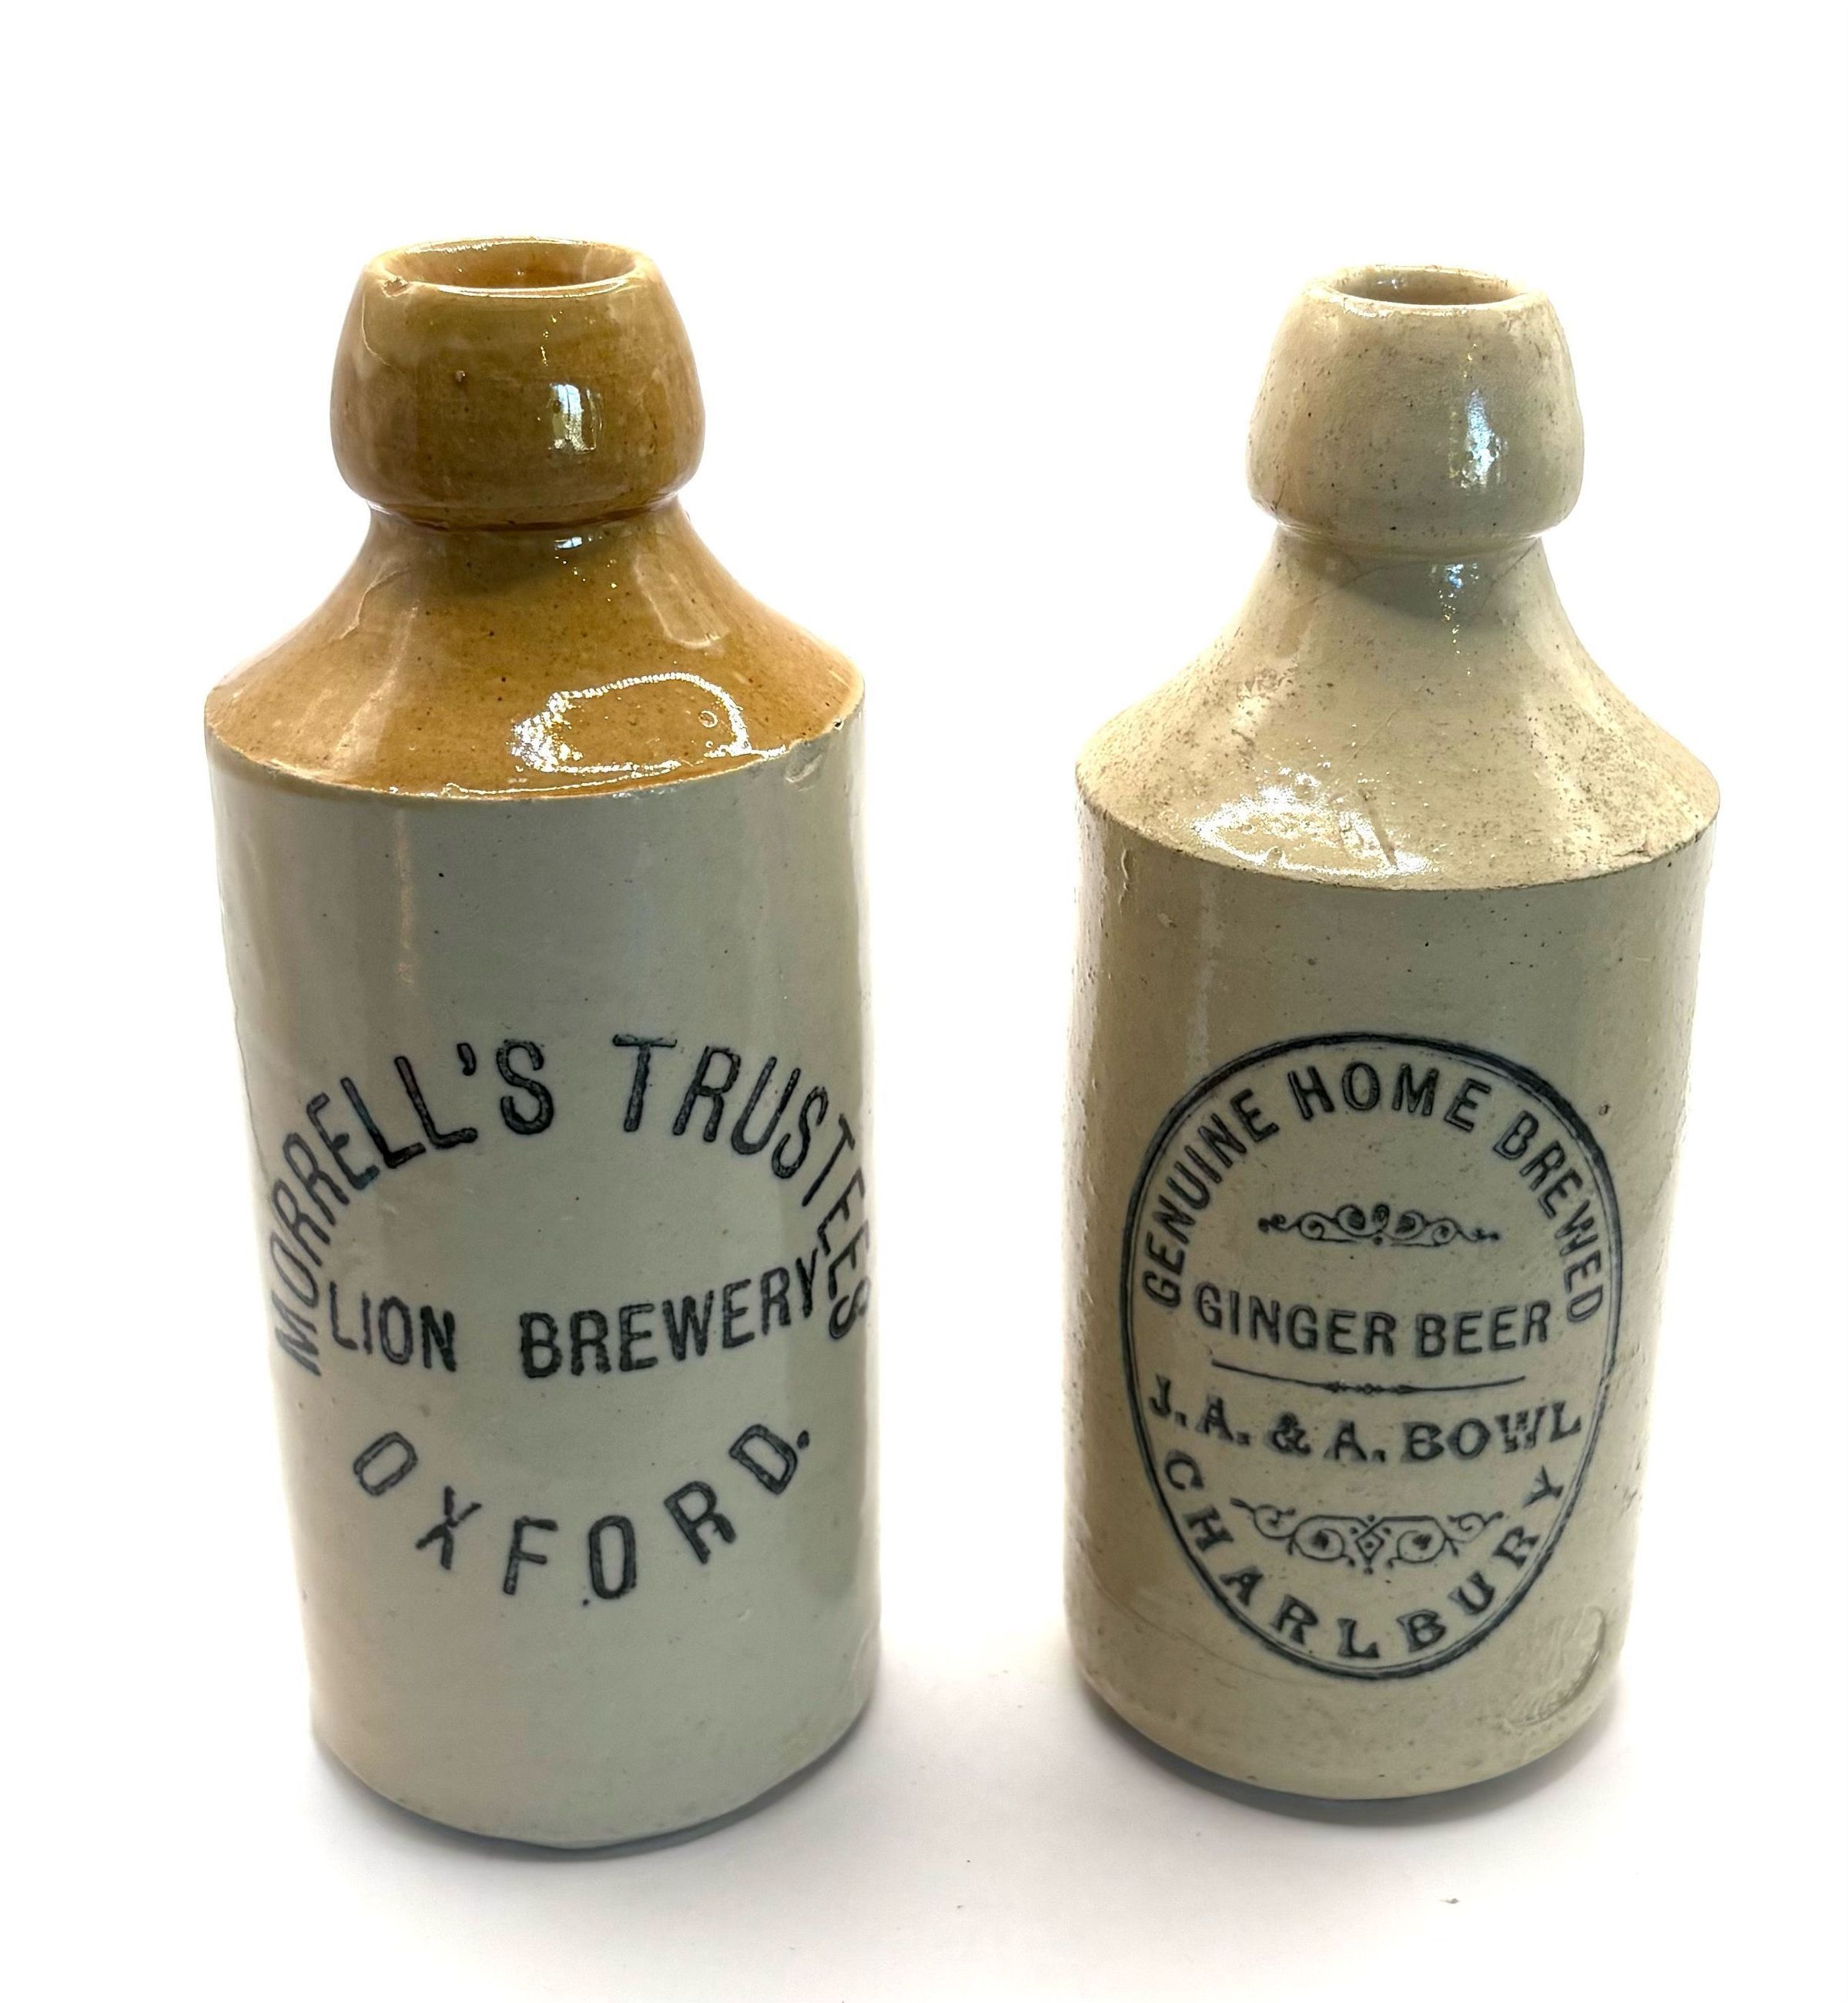 MORRELL'S TRUSTEES
LION BREWERY
OXFORD.
GENUINE HOME BREWED
GINGER BEER
J. A. & A. BOWL
CHARLBURY